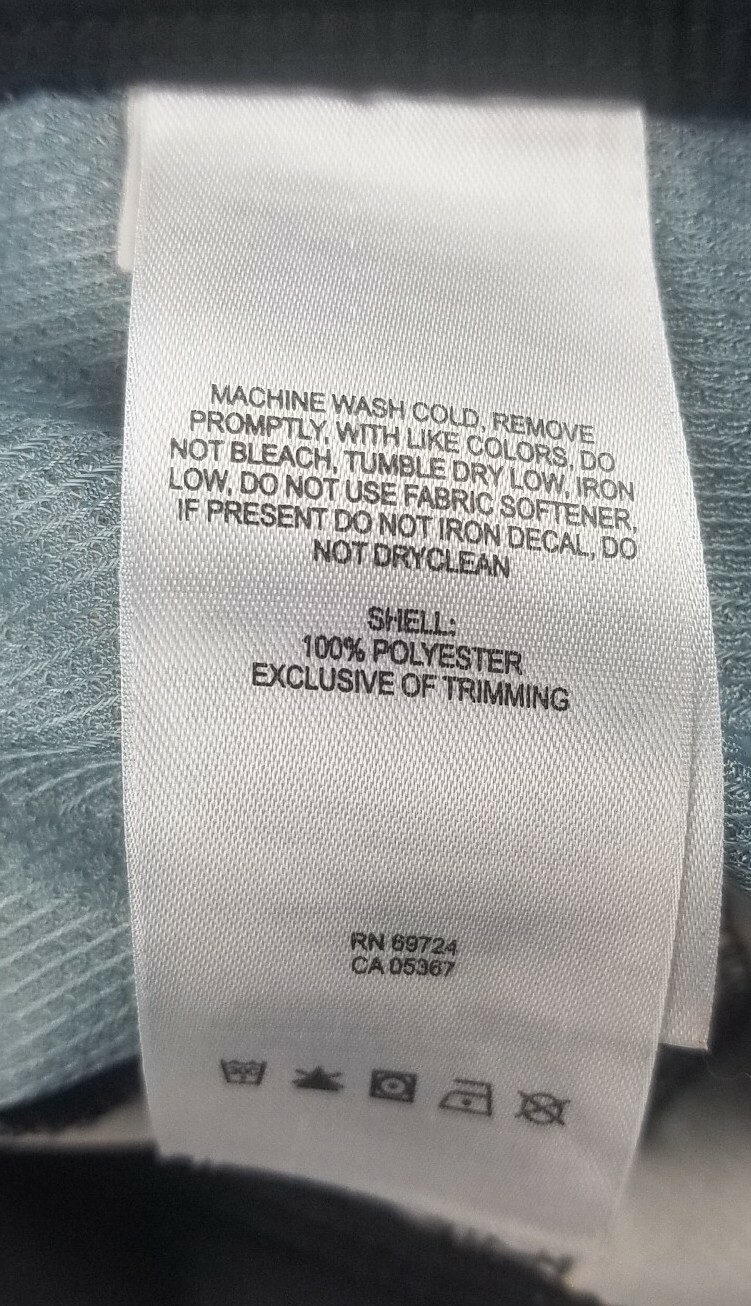 MACHINE WASH COLD, REMOVE
PROMPTLY, WITH LIKE COLORS, DO
NOT BLEACH, TUMBLE DRY LOW, IRON
LOW, DO NOT USE FABRIC SOFTENER,
IF PRESENT DO NOT IRON DECAL, DO
NOT DRYCLEAN
SHELL:
100% POLYESTER
EXCLUSIVE OF TRIMMING
RN 69724
CA 05367